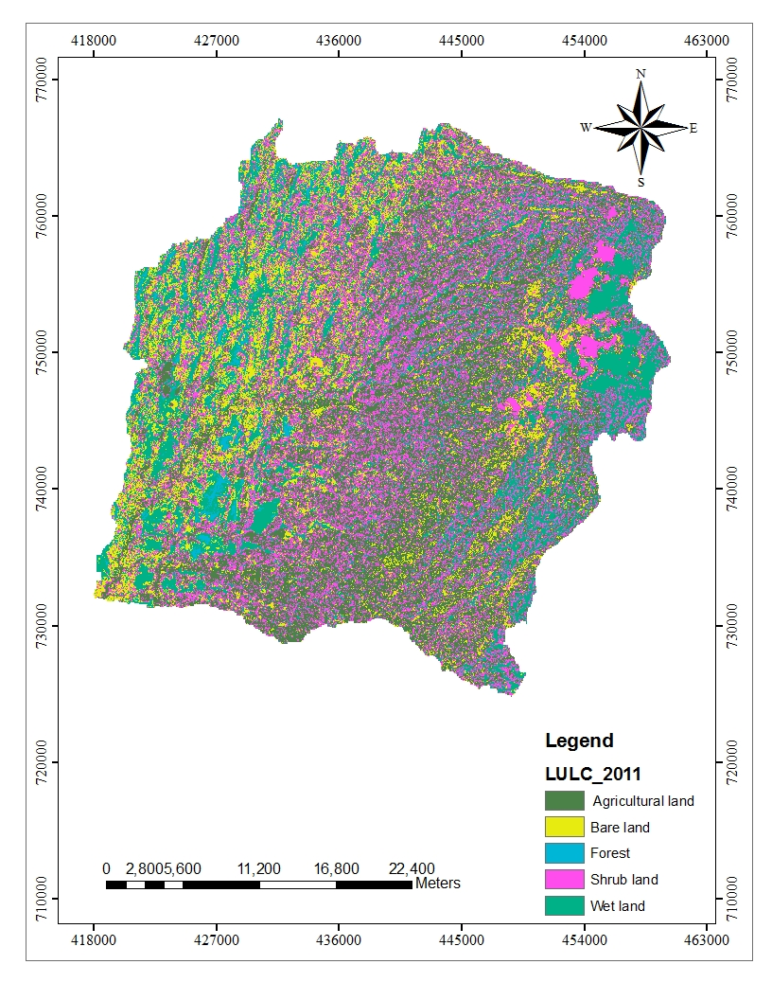 418000 427000 436000 445000 454000 463000
N
W E
S
770000 770000
760000 760000
750000 750000
740000 740000
730000 730000
720000 720000
710000 710000
Legend
LULC_2011
Agricultural land
Bare land
Forest
Shrub land
Wet land
0 2,800 5,600 11,200 16,800 22,400
Meters
418000 427000 436000 445000 454000 463000